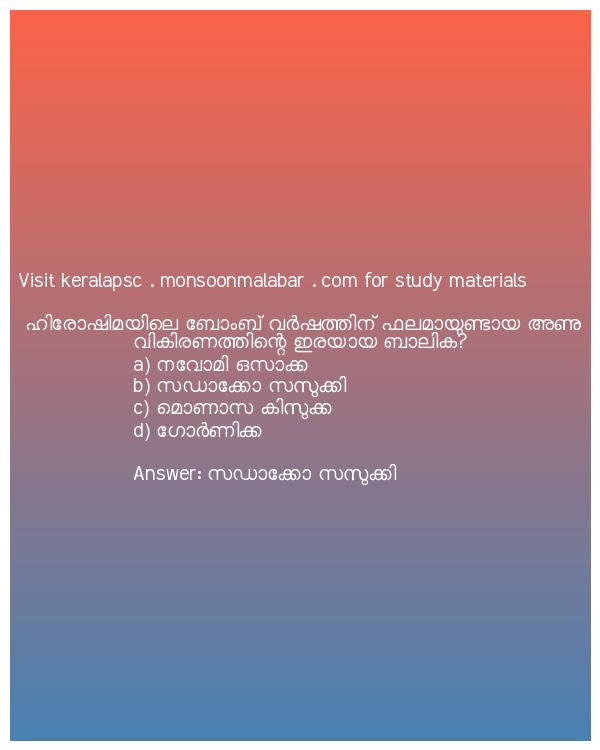 Visit keralapsc . monsoonmalabar . com for study materials
ഹിരോഷിമയിലെ ബോംബ് വർഷത്തിന് ഫലമായുണ്ടായ അണു
വികിരണത്തിന്റെ ഇരയായ ബാലിക?
a) നവോമി ഒസാക്ക
b) സഡാക്കോ സസുക്കി
c) മൊണാസ കിസുക്ക
d) ഗോർണിക്ക
Answer: സഡാക്കോ സസുക്കി